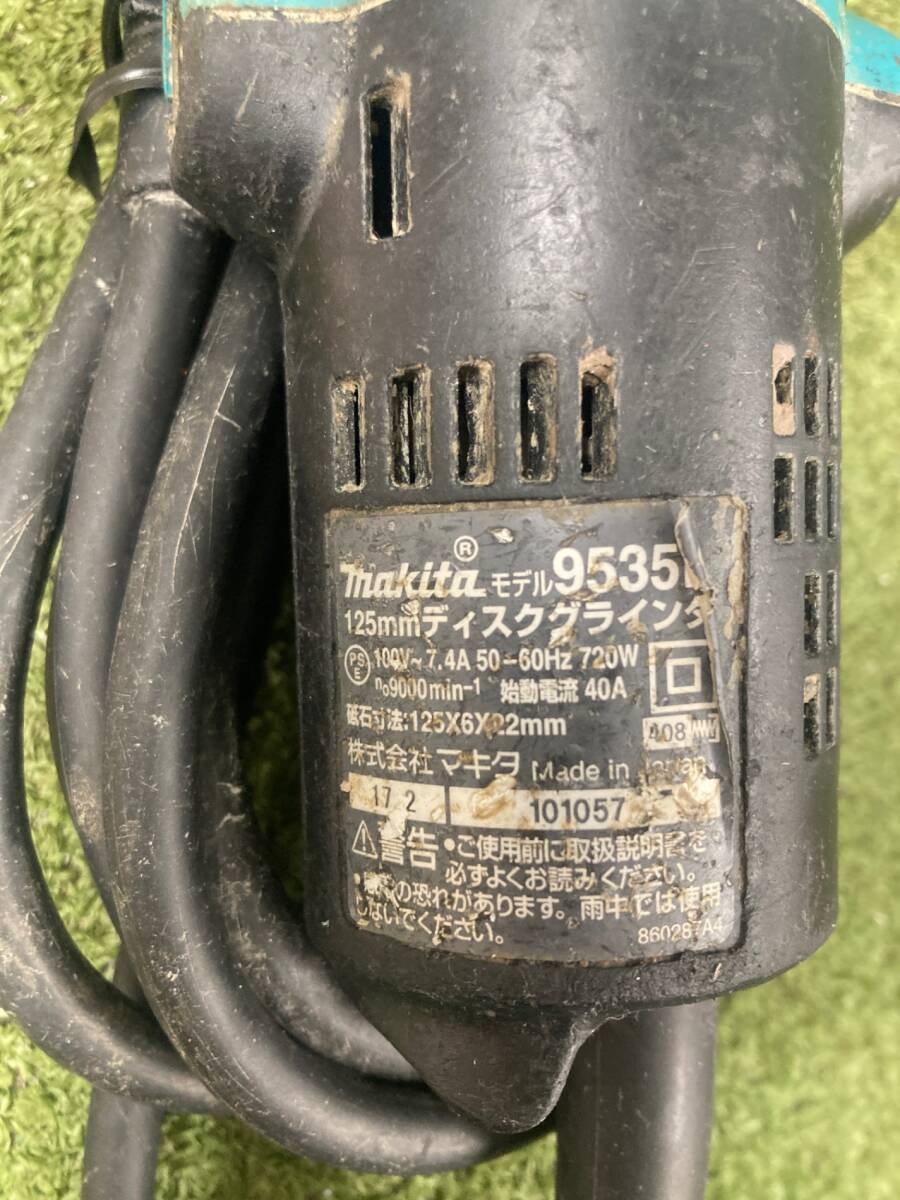 makita® モデル9535
125mmディスクグラインダ
PSE 100V~7.4A 50-60Hz 720W
n₀9000min⁻¹ 始動電流 40A
砥石寸法:125X6X22mm
株式会社マキタ Made in Japan
17 2 101057
⚠警告 •ご使用前に取扱説明書を
必ずよくお読みください。
の恐れがあります。雨中では使用
しないでください。
860287A4